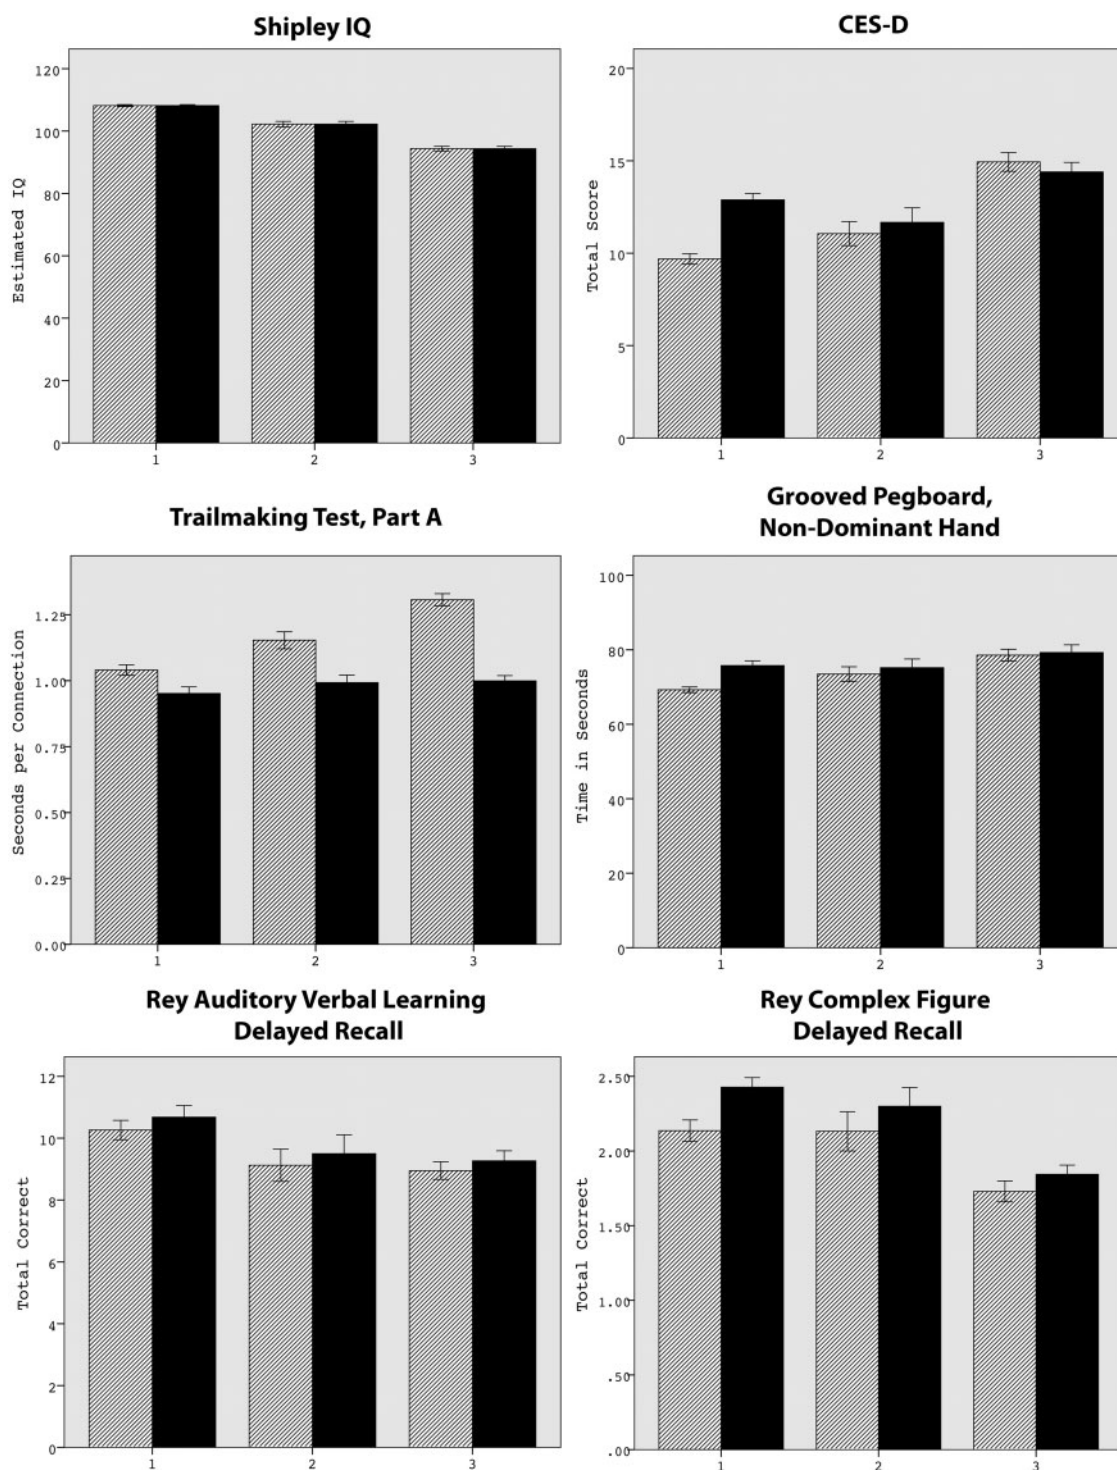 Shipley IQ
120
100
80
60
40
20
0
Estimated IQ
1 2 3
CES-D
20
15
10
5
0
Total Score
1 2 3
Trailmaking Test, Part A
1.25
1.00
0.75
0.50
0.25
0.00
Seconds per Connection
1 2 3
Grooved Pegboard,
Non-Dominant Hand
100
80
60
40
20
0
Time in Seconds
1 2 3
Rey Auditory Verbal Learning
Delayed Recall
12
10
8
6
4
2
0
Total Correct
1 2 3
Rey Complex Figure
Delayed Recall
2.50
2.00
1.50
1.00
.50
.00
Total Correct
1 2 3